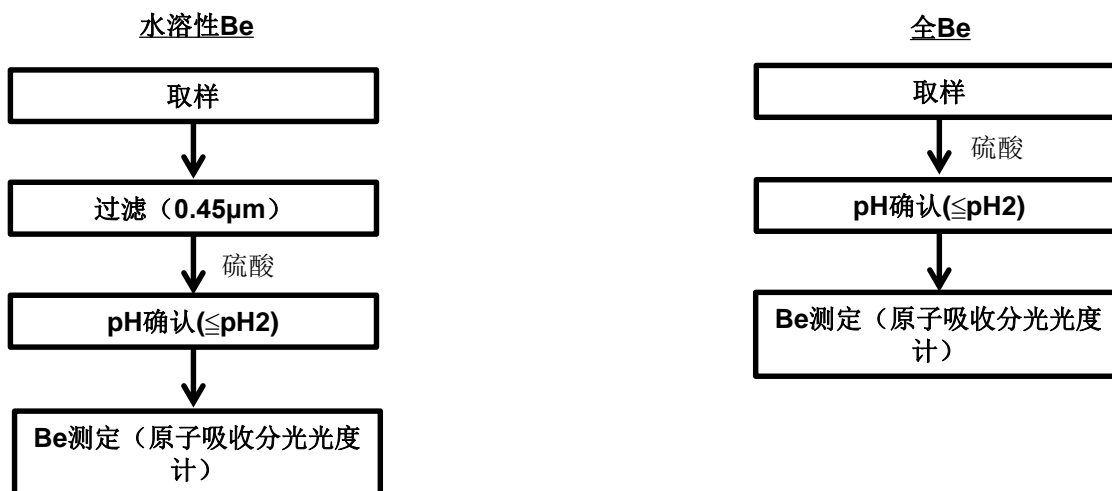 水溶性Be
取样
过滤（0.45μm）
硫酸
pH确认(≦pH2)
Be测定（原子吸收分光光度
计）
全Be
取样
硫酸
pH确认(≦pH2)
Be测定（原子吸收分光光度
计）